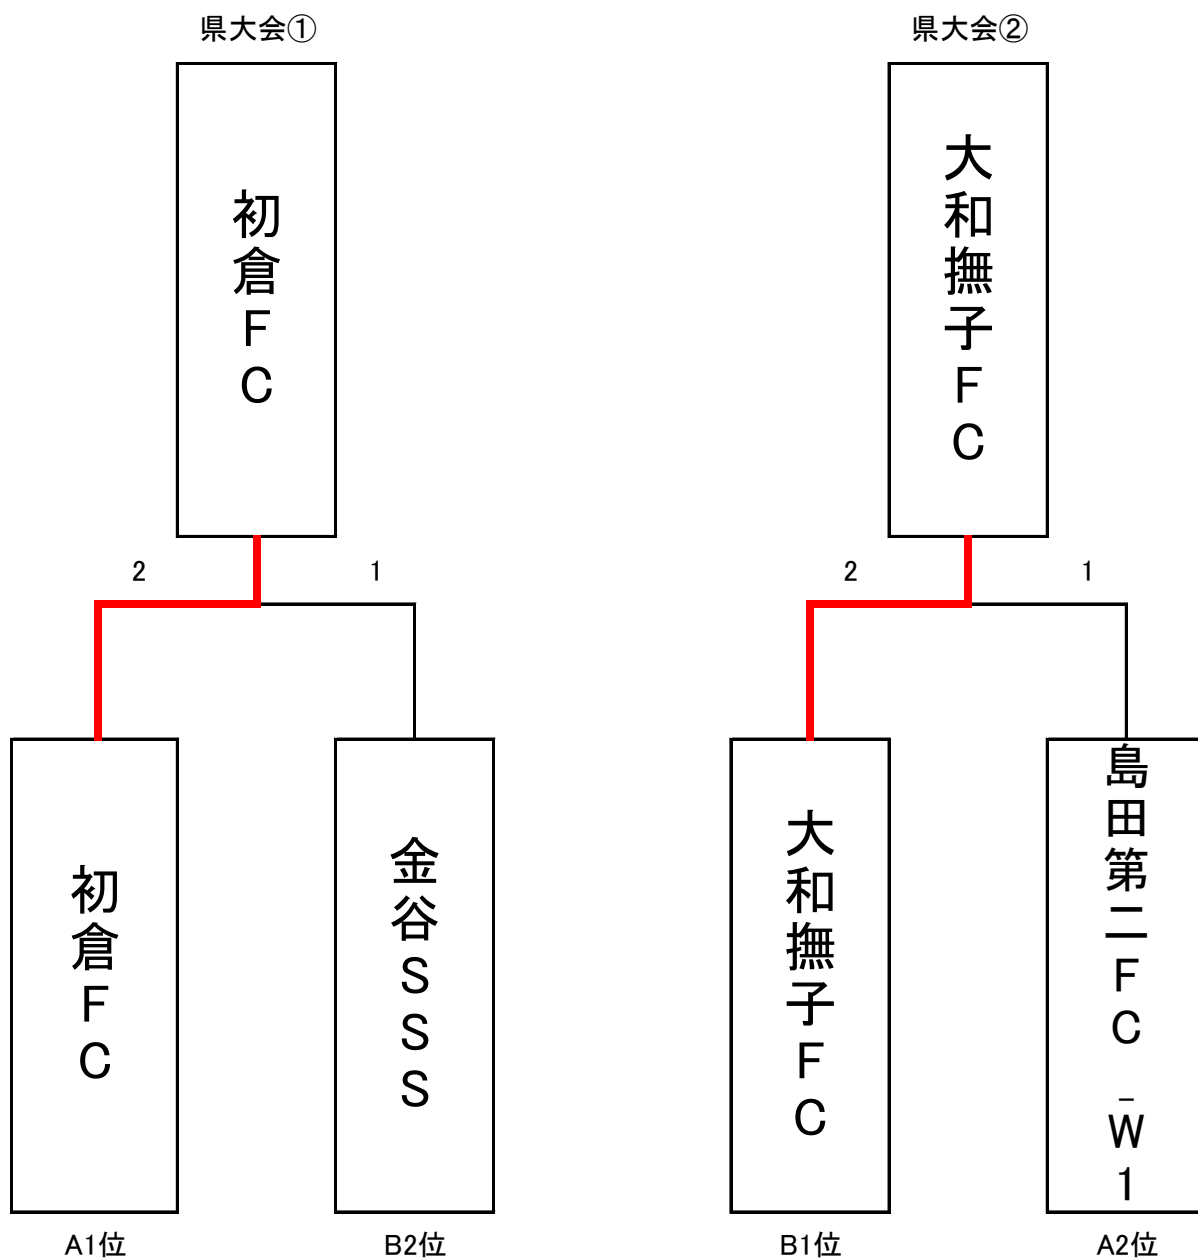 県大会①
県大会②
初倉FC
大和撫子FC
2
1
2
1
初倉FC
金谷SSS
大和撫子FC
島田第二FC_W1
A1位
B2位
B1位
A2位